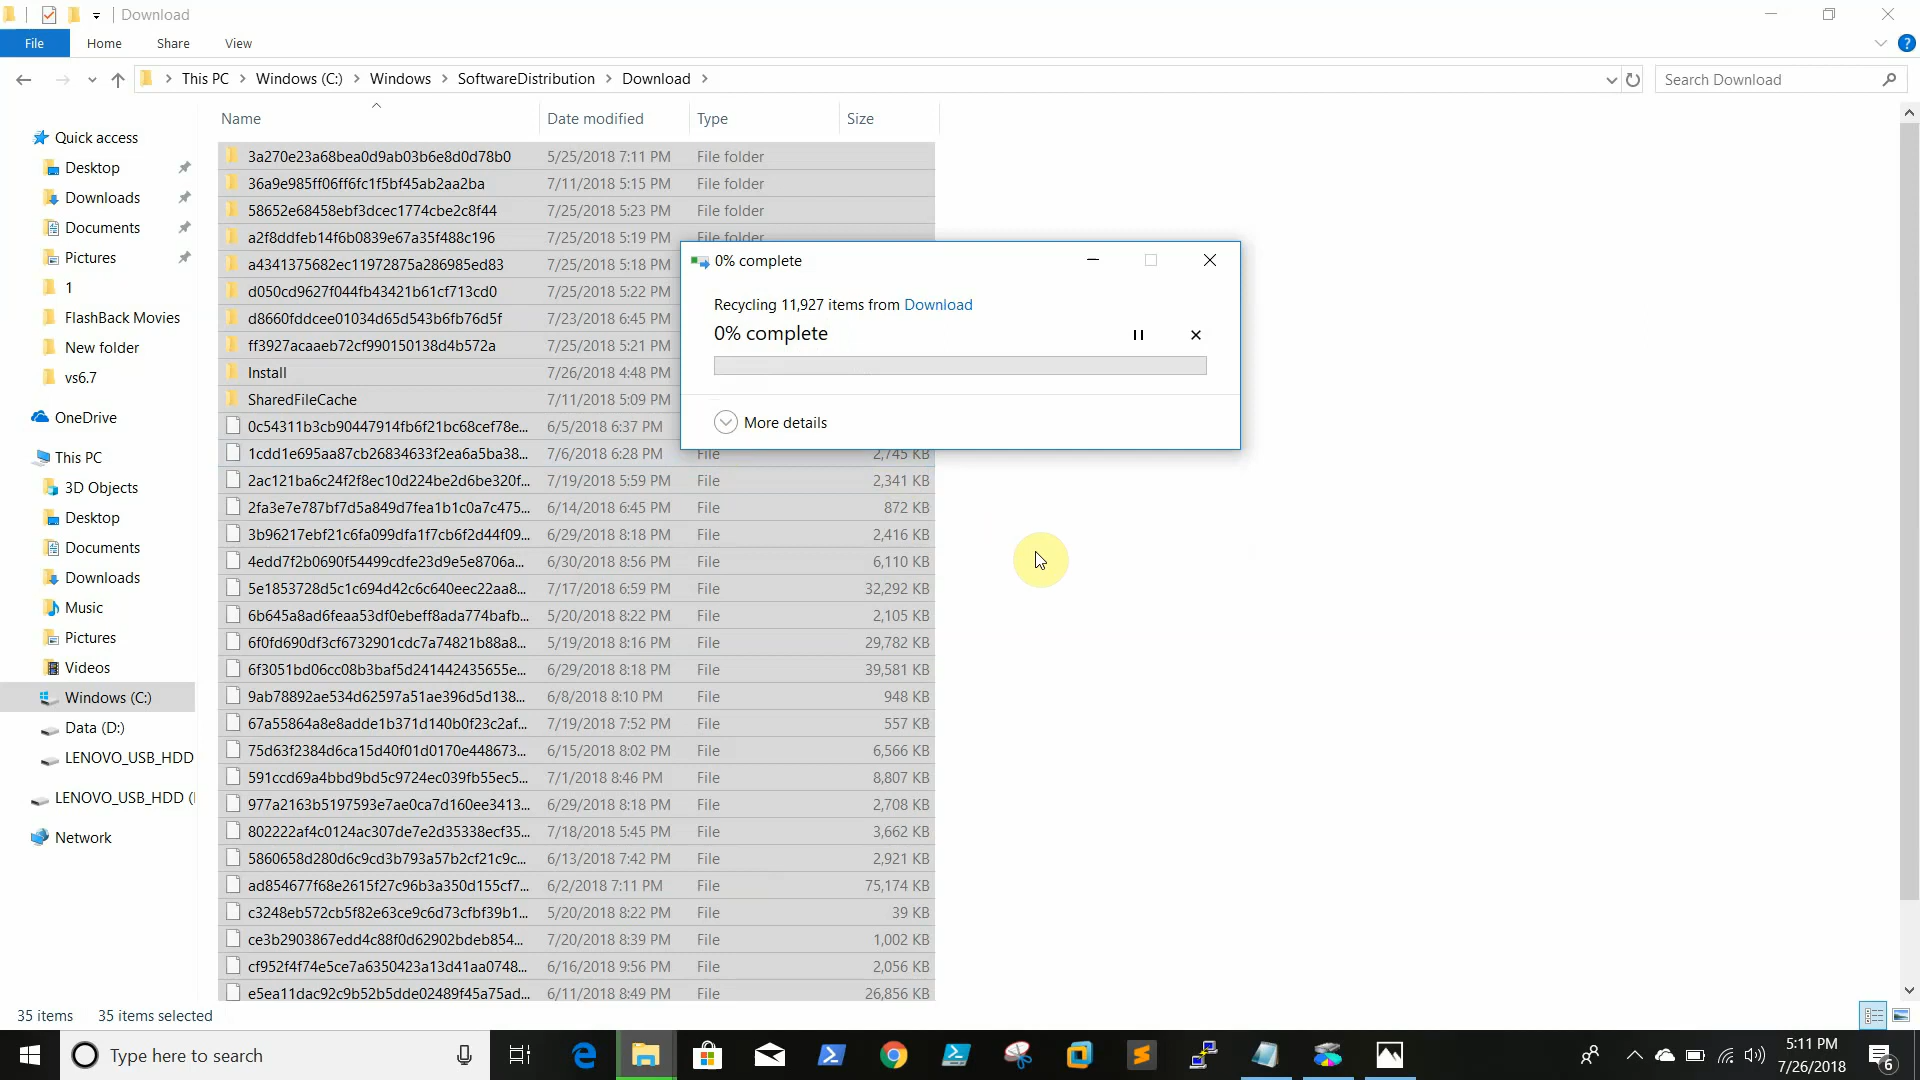 Download
File Home Share View
This PC Windows (C:) Windows SoftwareDistribution Download
Search Download
Name Date modified Type Size
Quick access
Desktop
Downloads
Documents
Pictures
1
FlashBack Movies
New folder
vs6.7
OneDrive
This PC
3D Objects
Desktop
Documents
Downloads
Music
Pictures
Videos
Windows (C:)
Data (D:)
LENOVO_USB_HDD
LENOVO_USB_HDD (
Network
3a270e23a68bea0d9ab03b6e8d0d78b0 5/25/2018 7:11 PM File folder
36a9e985ff06ff6fc1f5bf45ab2aa2ba 7/11/2018 5:15 PM File folder
58652e68458ebf3dcec1774cbe2c8f44 7/25/2018 5:23 PM File folder
a2f8ddfeb14f6b0839e67a35f488c196 7/25/2018 5:19 PM File folder
a4341375682ec11972875a286985ed83 7/25/2018 5:18 PM
d050cd9627f044fb43421b61cf713cd0 7/25/2018 5:22 PM
d8660fddcee01034d65d543b6fb76d5f 7/23/2018 6:45 PM
ff3927acaaeb72cf990150138d4b572a 7/25/2018 5:21 PM
Install 7/26/2018 4:48 PM
SharedFileCache 7/11/2018 5:09 PM
0c54311b3cb90447914fb6f21bc68cef78e... 6/5/2018 6:37 PM
1cdd1e695aa87cb26834633f2ea6a5ba38... 7/6/2018 6:28 PM File 2,745 KB
2ac121ba6c24f2f8ec10d224be2d6be320f... 7/19/2018 5:59 PM File 2,341 KB
2fa3e7e787bf7d5a849d7fea1b1c0a7c475... 6/14/2018 6:45 PM File 872 KB
3b96217ebf21c6fa099dfa1f7cb6f2d44f09... 6/29/2018 8:18 PM File 2,416 KB
4edd7f2b0690f54499cdfe23d9e5e8706a... 6/30/2018 8:56 PM File 6,110 KB
5e1853728d5c1c694d42c6c640eec22aa8... 7/17/2018 6:59 PM File 32,292 KB
6b645a8ad6feaa53df0ebeff8ada774bafb... 5/20/2018 8:22 PM File 2,105 KB
6f0fd690df3cf6732901cdc7a74821b88a8... 5/19/2018 8:16 PM File 29,782 KB
6f3051bd06cc08b3baf5d241442435655e... 6/29/2018 8:18 PM File 39,581 KB
9ab78892ae534d62597a51ae396d5d138... 6/8/2018 8:10 PM File 948 KB
67a55864a8e8adde1b371d140b0f23c2af... 7/19/2018 7:52 PM File 557 KB
75d63f2384d6ca15d40f01d0170e448673... 6/15/2018 8:02 PM File 6,566 KB
591ccd69a4bbd9bd5c9724ec039fb55ec5... 7/1/2018 8:46 PM File 8,807 KB
977a2163b5197593e7ae0ca7d160ee3413... 6/29/2018 8:18 PM File 2,708 KB
802222af4c0124ac307de7e2d35338ecf35... 7/18/2018 5:45 PM File 3,662 KB
5860658d280d6c9cd3b793a57b2cf21c9c... 6/13/2018 7:42 PM File 2,921 KB
ad854677f68e2615f27c96b3a350d155cf7... 6/2/2018 7:11 PM File 75,174 KB
c3248eb572cb5f82e63ce9c6d73cfbf39b1... 5/20/2018 8:22 PM File 39 KB
ce3b2903867edd4c88f0d62902bdeb854... 7/20/2018 8:39 PM File 1,002 KB
cf952f4f74e5ce7a6350423a13d41aa0748... 6/16/2018 9:56 PM File 2,056 KB
e5ea11dac92c9b52b5dde02489f45a75ad... 6/11/2018 8:49 PM File 26,856 KB
0% complete
Recycling 11,927 items from Download
0% complete
More details
35 items 35 items selected
Type here to search
5:11 PM
7/26/2018
6